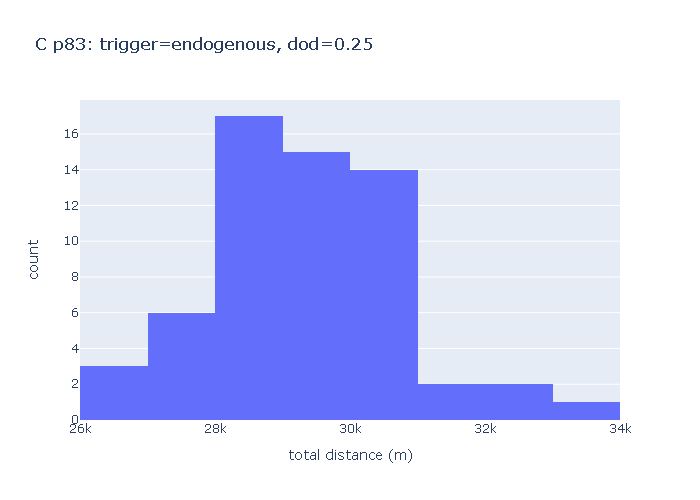 C p83: trigger=endogenous, dod=0.25
16
14
12
10
8
6
4
2
0
count
26k
28k
30k
32k
34k
total distance (m)